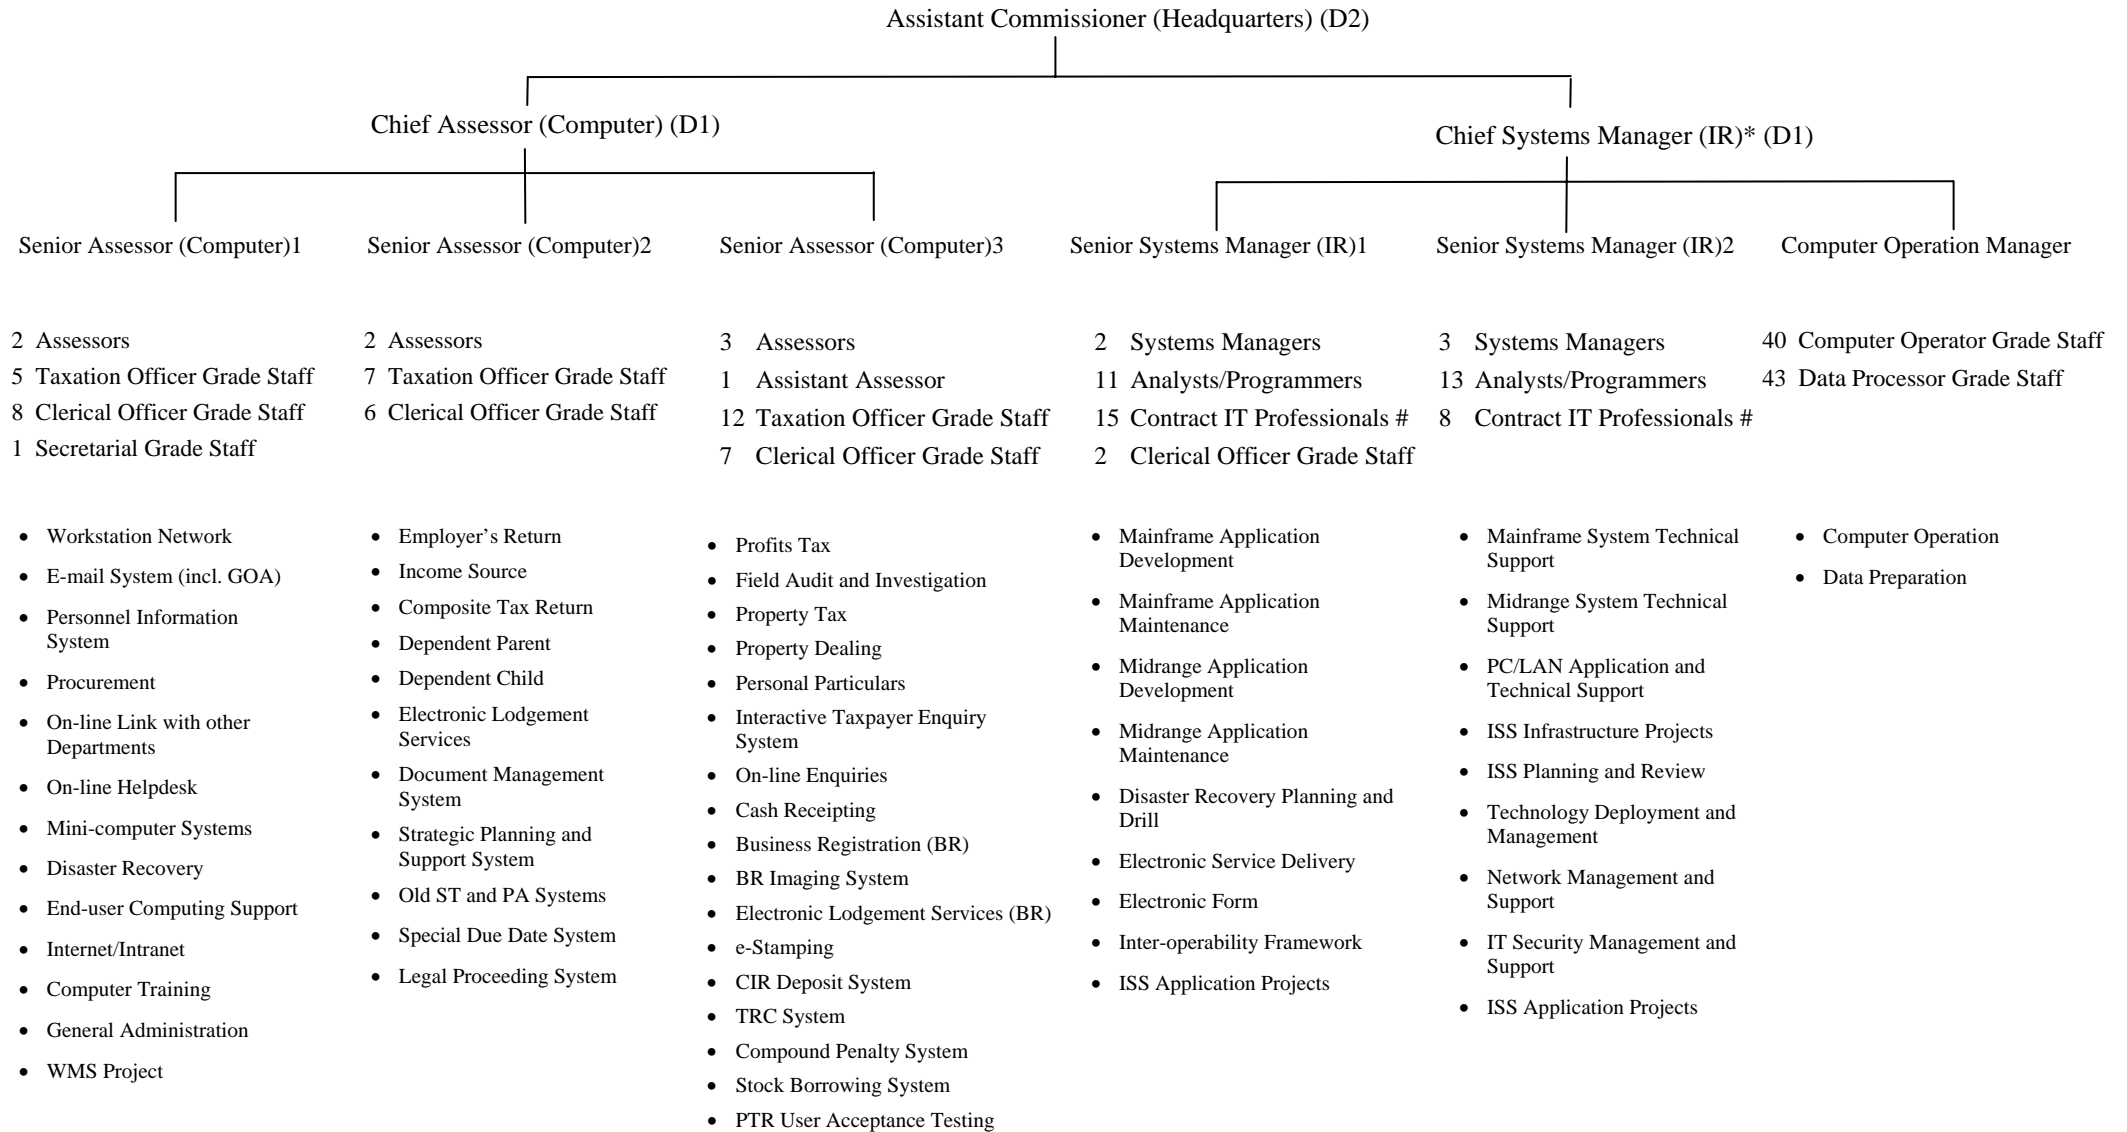 Assistant Commissioner (Headquarters) (D2)
Chief Assessor (Computer) (D1)
Chief Systems Manager (IR)* (D1)
Senior Assessor (Computer)1
Senior Assessor (Computer)2
Senior Assessor (Computer)3
Senior Systems Manager (IR)1
Senior Systems Manager (IR)2
Computer Operation Manager
2 Assessors
5 Taxation Officer Grade Staff
8 Clerical Officer Grade Staff
1 Secretarial Grade Staff
2 Assessors
7 Taxation Officer Grade Staff
6 Clerical Officer Grade Staff
3 Assessors
1 Assistant Assessor
12 Taxation Officer Grade Staff
7 Clerical Officer Grade Staff
2 Systems Managers
11 Analysts/Programmers
15 Contract IT Professionals #
2 Clerical Officer Grade Staff
3 Systems Managers
13 Analysts/Programmers
8 Contract IT Professionals #
40 Computer Operator Grade Staff
43 Data Processor Grade Staff
• Workstation Network
• E-mail System (incl. GOA)
• Personnel Information
System
• Procurement
• On-line Link with other
Departments
• On-line Helpdesk
• Mini-computer Systems
• Disaster Recovery
• End-user Computing Support
• Internet/Intranet
• Computer Training
• General Administration
• WMS Project
• Employer’s Return
• Income Source
• Composite Tax Return
• Dependent Parent
• Dependent Child
• Electronic Lodgement
Services
• Document Management
System
• Strategic Planning and
Support System
• Old ST and PA Systems
• Special Due Date System
• Legal Proceeding System
• Profits Tax
• Field Audit and Investigation
• Property Tax
• Property Dealing
• Personal Particulars
• Interactive Taxpayer Enquiry
System
• On-line Enquiries
• Cash Receipting
• Business Registration (BR)
• BR Imaging System
• Electronic Lodgement Services (BR)
• e-Stamping
• CIR Deposit System
• TRC System
• Compound Penalty System
• Stock Borrowing System
• PTR User Acceptance Testing
• Mainframe Application
Development
• Mainframe Application
Maintenance
• Midrange Application
Development
• Midrange Application
Maintenance
• Disaster Recovery Planning and
Drill
• Electronic Service Delivery
• Electronic Form
• Inter-operability Framework
• ISS Application Projects
• Mainframe System Technical
Support
• Midrange System Technical
Support
• PC/LAN Application and
Technical Support
• ISS Infrastructure Projects
• ISS Planning and Review
• Technology Deployment and
Management
• Network Management and
Support
• IT Security Management and
Support
• ISS Application Projects
• Computer Operation
• Data Preparation